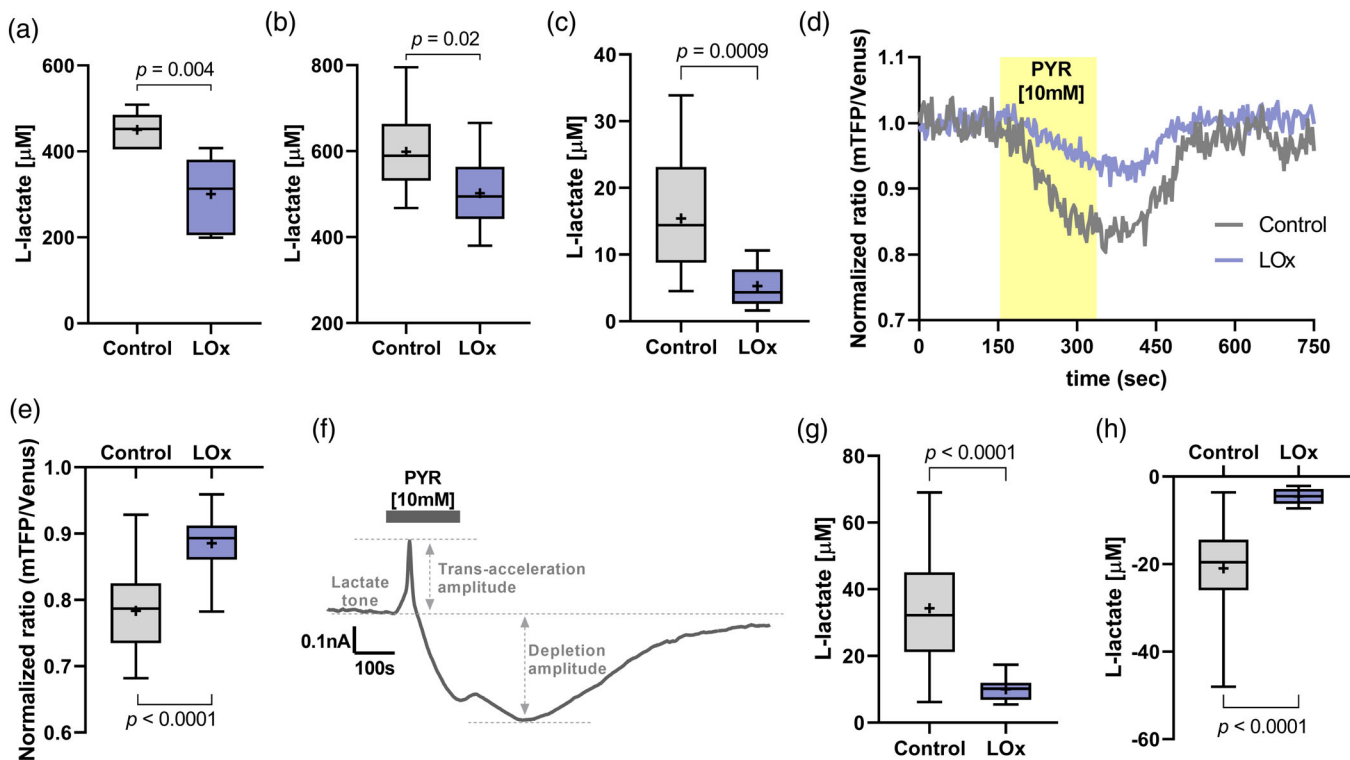 (a)
L-lactate [μM]
600
400
200
0
p = 0.004
Control
LOx
(b)
L-lactate [μM]
800
600
400
200
p = 0.02
Control
LOx
(c)
L-lactate [μM]
40
30
20
10
0
p = 0.0009
Control
LOx
(d)
Normalized ratio (mTFP/Venus)
1.1
1.0
0.9
0.8
0.7
PYR
[10mM]
Control
LOx
0
150
300
450
600
750
time (sec)
(e)
Normalized ratio (mTFP/Venus)
Control
LOx
1.0
0.9
0.8
0.7
0.6
p < 0.0001
(f)
PYR
[10mM]
Lactate
tone
Trans-acceleration
amplitude
0.1nA
100s
Depletion
amplitude
(g)
L-lactate [μM]
80
60
40
20
0
p < 0.0001
Control
LOx
(h)
L-lactate [μM]
Control
LOx
0
-20
-40
-60
p < 0.0001